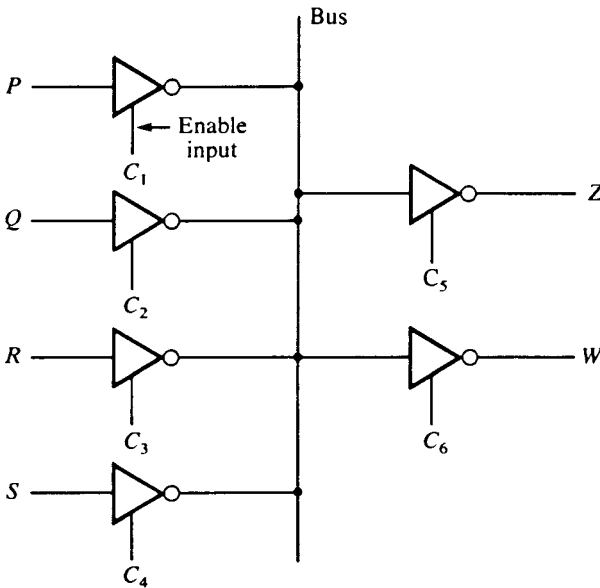 Bus
P
Enable
input
C₁
Q
Z
C₂
C₅
R
W
C₃
C₆
S
C₄